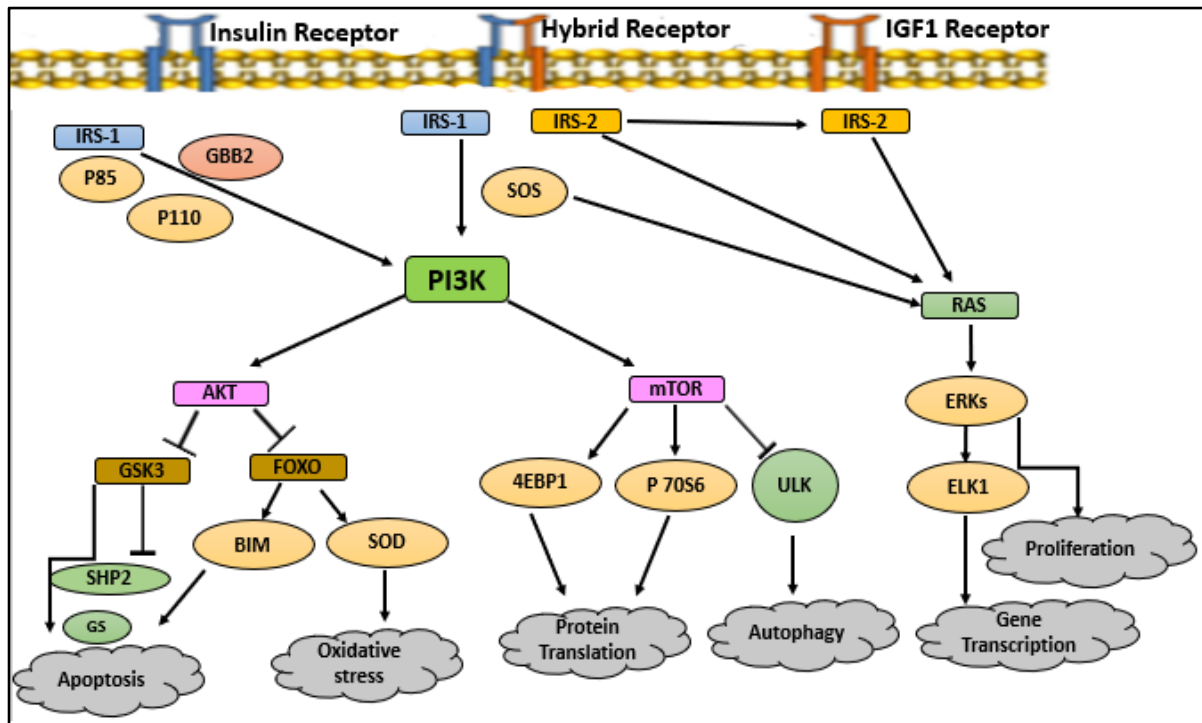 Insulin Receptor
Hybrid Receptor
IGF1 Receptor
IRS-1
IRS-1
IRS-2
IRS-2
GBB2
P85
P110
SOS
PI3K
RAS
AKT
mTOR
ERKs
GSK3
FOXO
4EBP1
P 70S6
ULK
ELK1
BIM
SOD
SHP2
GS
Proliferation
Apoptosis
Oxidative
stress
Protein
Translation
Autophagy
Gene
Transcription